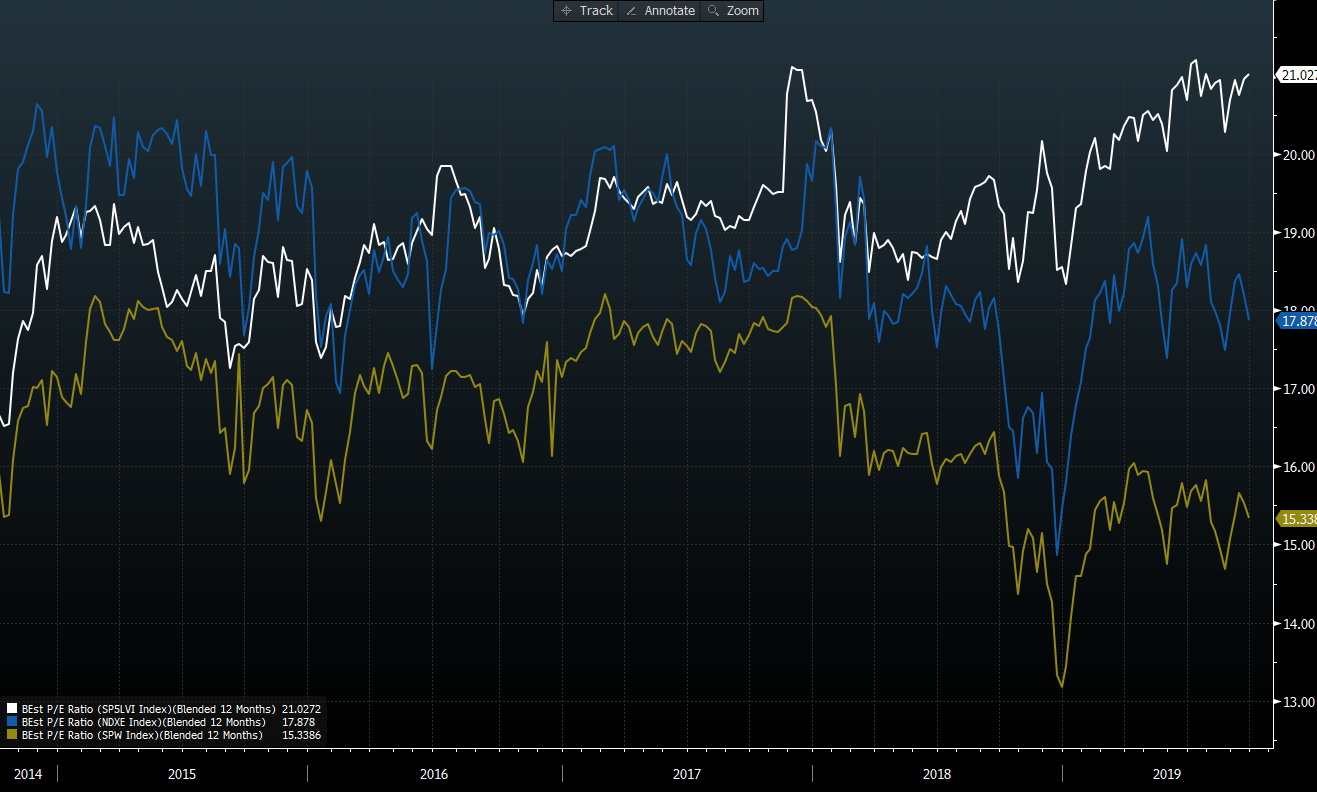 Track Annotate Zoom
21.027
20.00
19.00
18.00
17.878
17.00
16.00
15.338
15.00
14.00
13.00
BEst P/E Ratio (SP5LVI Index)(Blended 12 Months) 21.0272
BEst P/E Ratio (NDXE Index)(Blended 12 Months) 17.878
BEst P/E Ratio (SPW Index)(Blended 12 Months) 15.3386
2014 2015 2016 2017 2018 2019